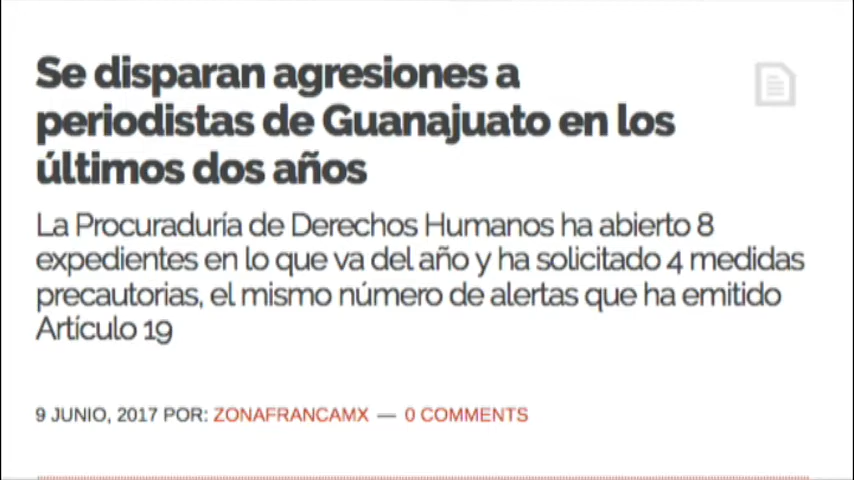 Se disparan agresiones a
periodistas de Guanajuato en los
últimos dos años
La Procuraduría de Derechos Humanos ha abierto 8
expedientes en lo que va del año y ha solicitado 4 medidas
precautorias, el mismo número de alertas que ha emitido
Artículo 19
9 JUNIO, 2017 POR: ZONAFRANCAMX — 0 COMMENTS